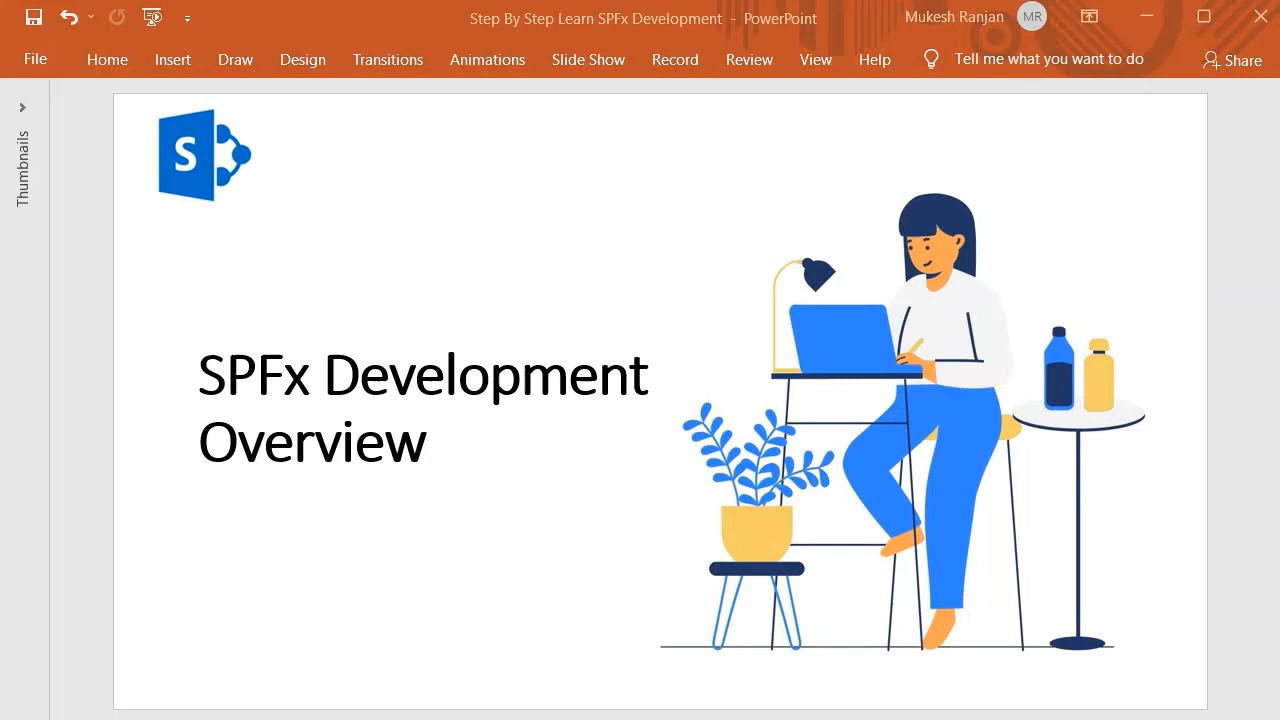 Step By Step Learn SPFx Development - PowerPoint
Mukesh Ranjan MR
File Home Insert Draw Design Transitions Animations Slide Show Record Review View Help Tell me what you want to do Share
Thumbnails
S
SPFx Development
Overview